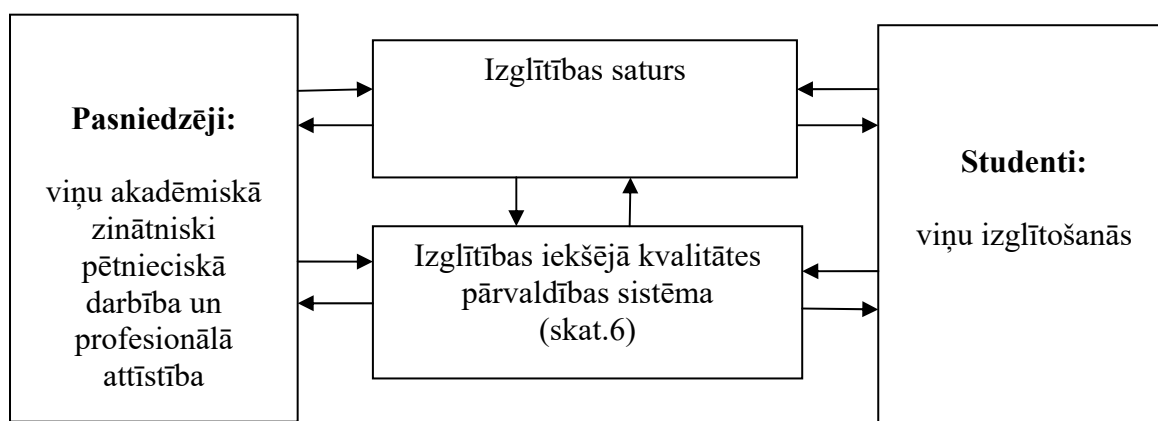 Pasniedzēji:
viņu akadēmiskā
zinātniski
pētnieciskā
darbība un
profesionālā
attīstība
Izglītības saturs
Izglītības iekšējā kvalitātes
pārvaldības sistēma
(skat.6)
Studenti:
viņu izglītošanās